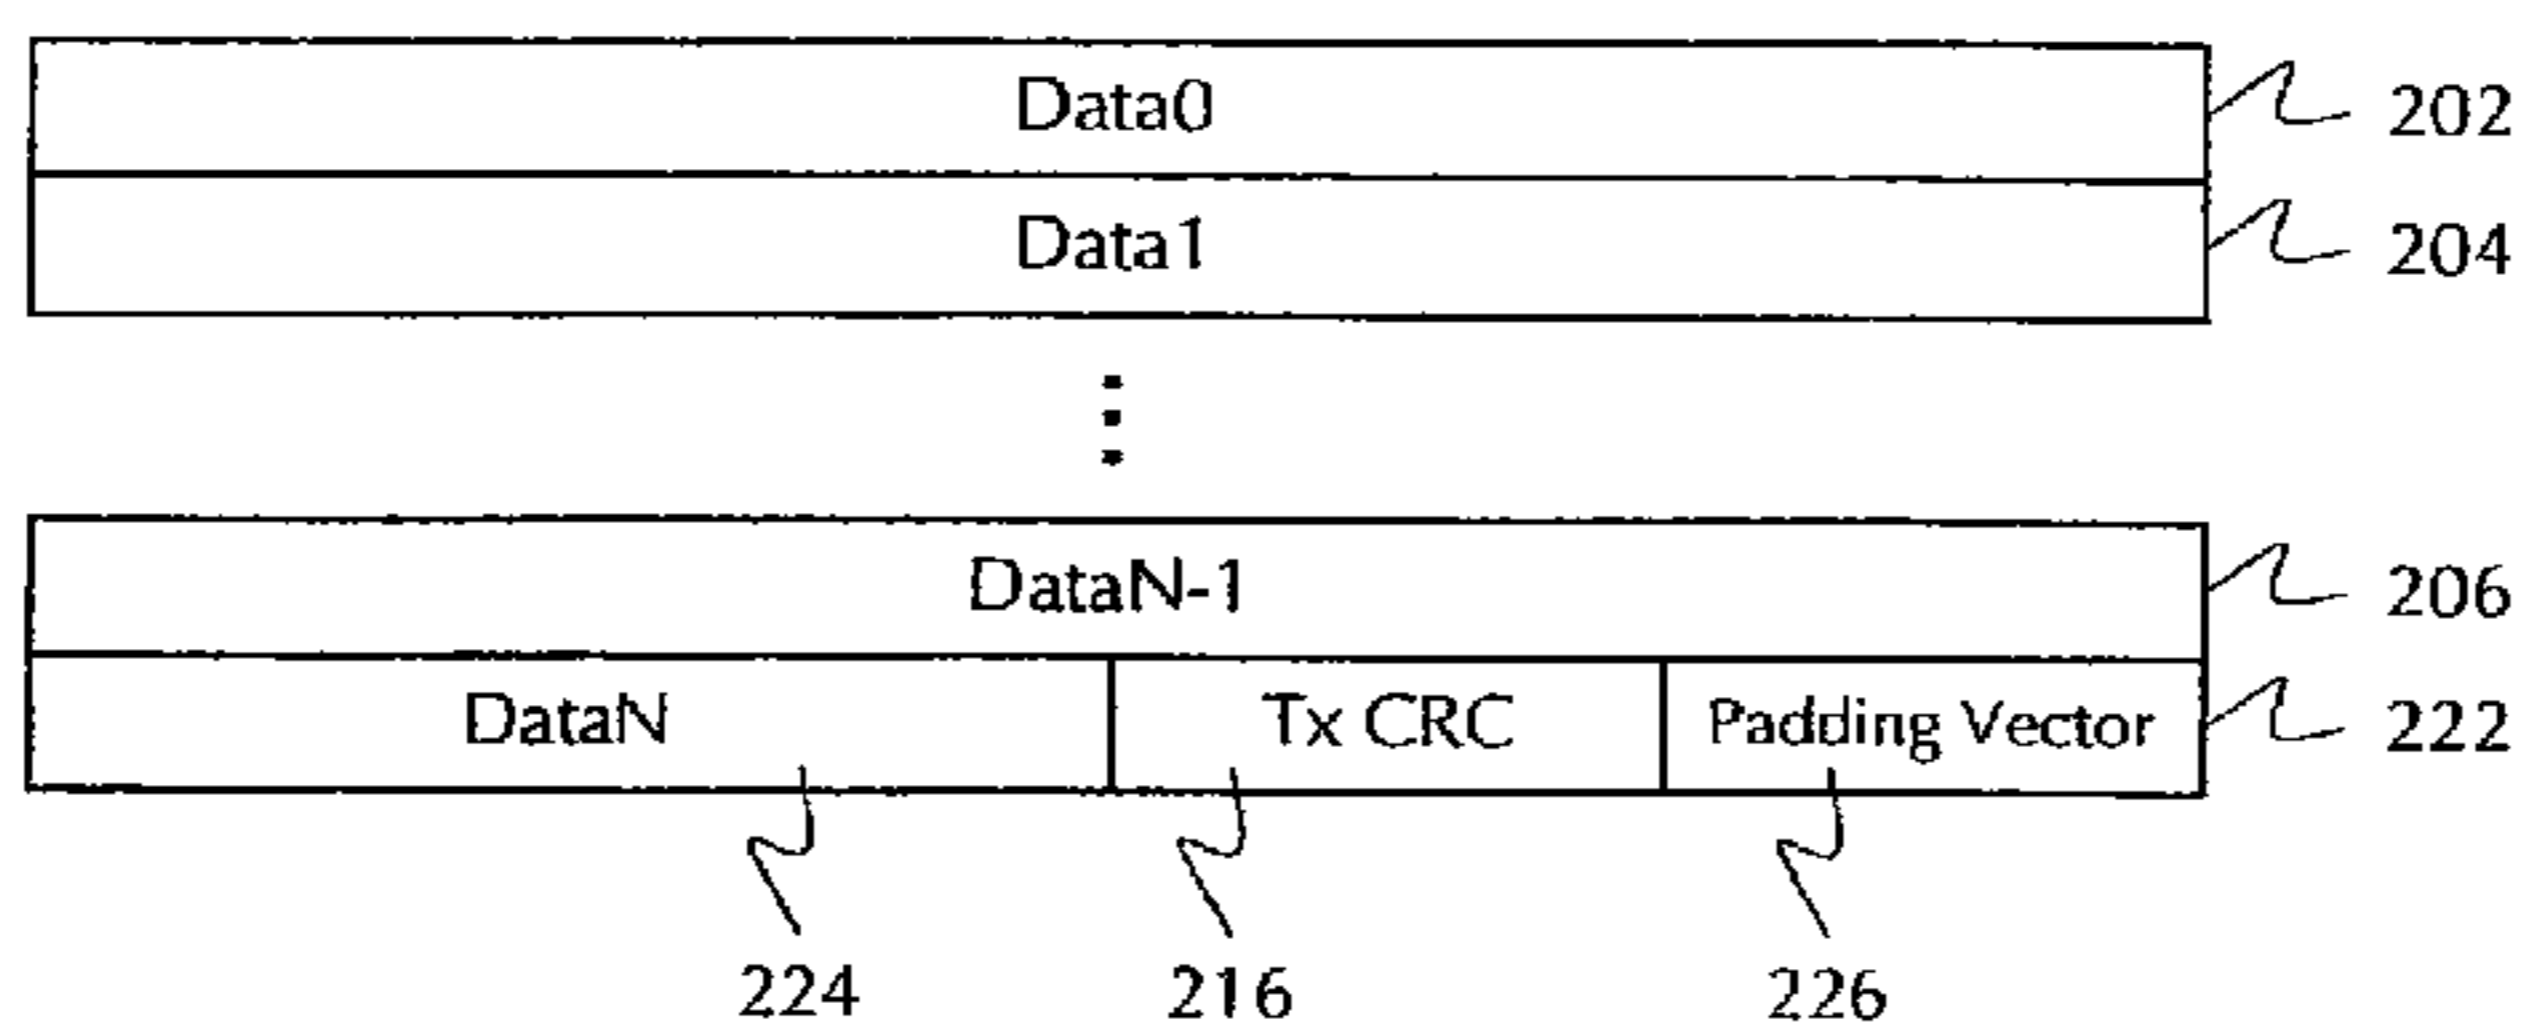 Data0 202
Data1 204
DataN-1 206
DataN Tx CRC Padding Vector 222
224 216 226